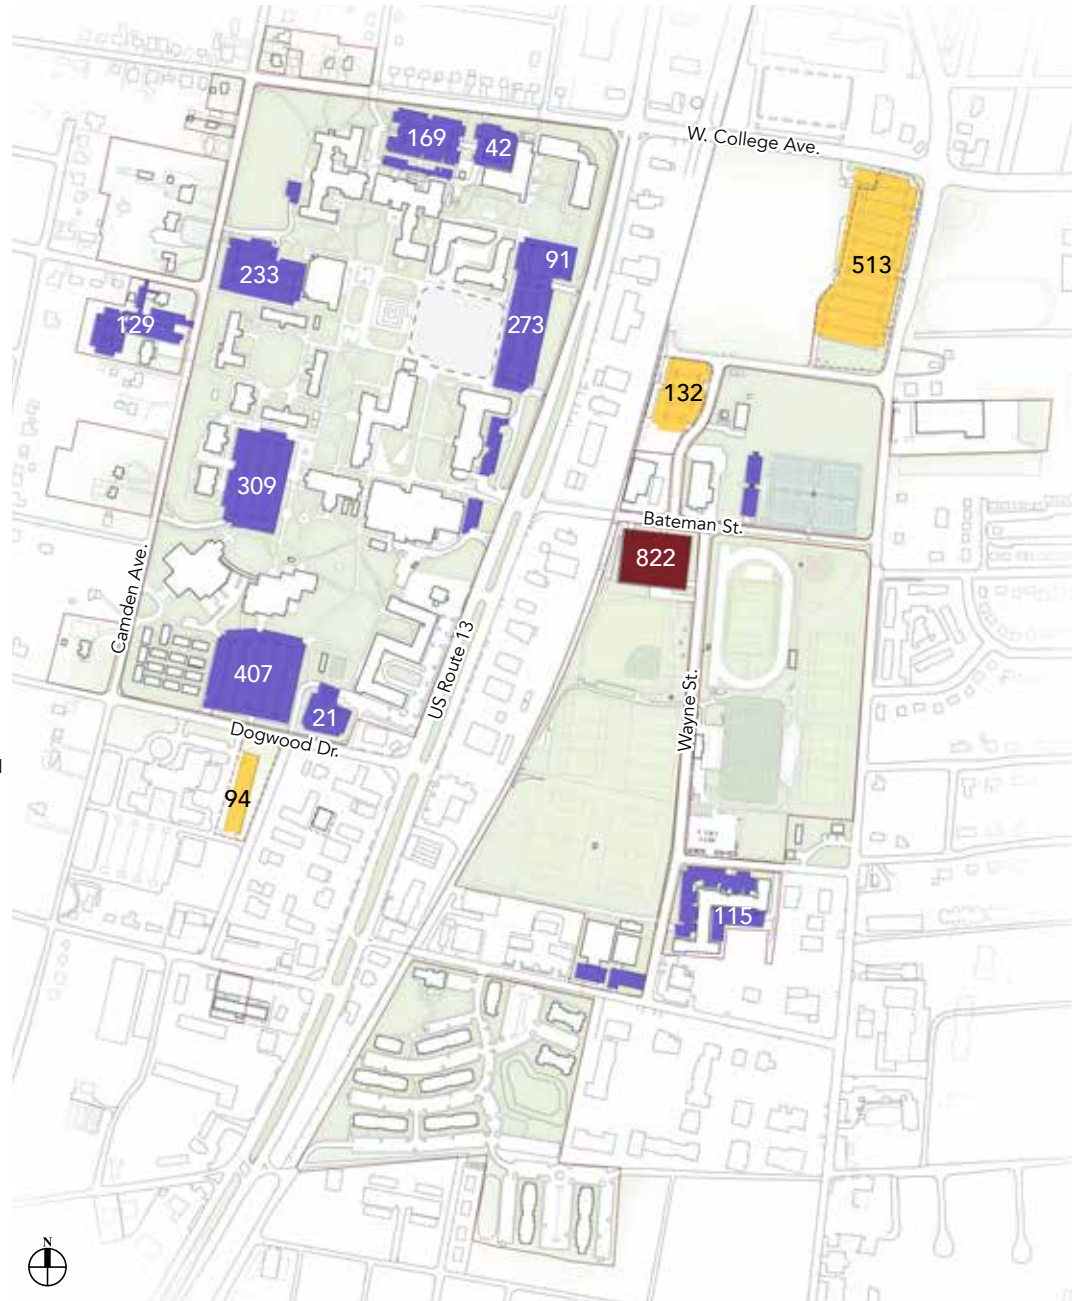 W. College Ave.
169
42
91
233
513
273
129
132
309
Bateman St.
822
Camden Ave.
US Route 13
407
Wayne St.
21
Dogwood Dr.
94
115
N